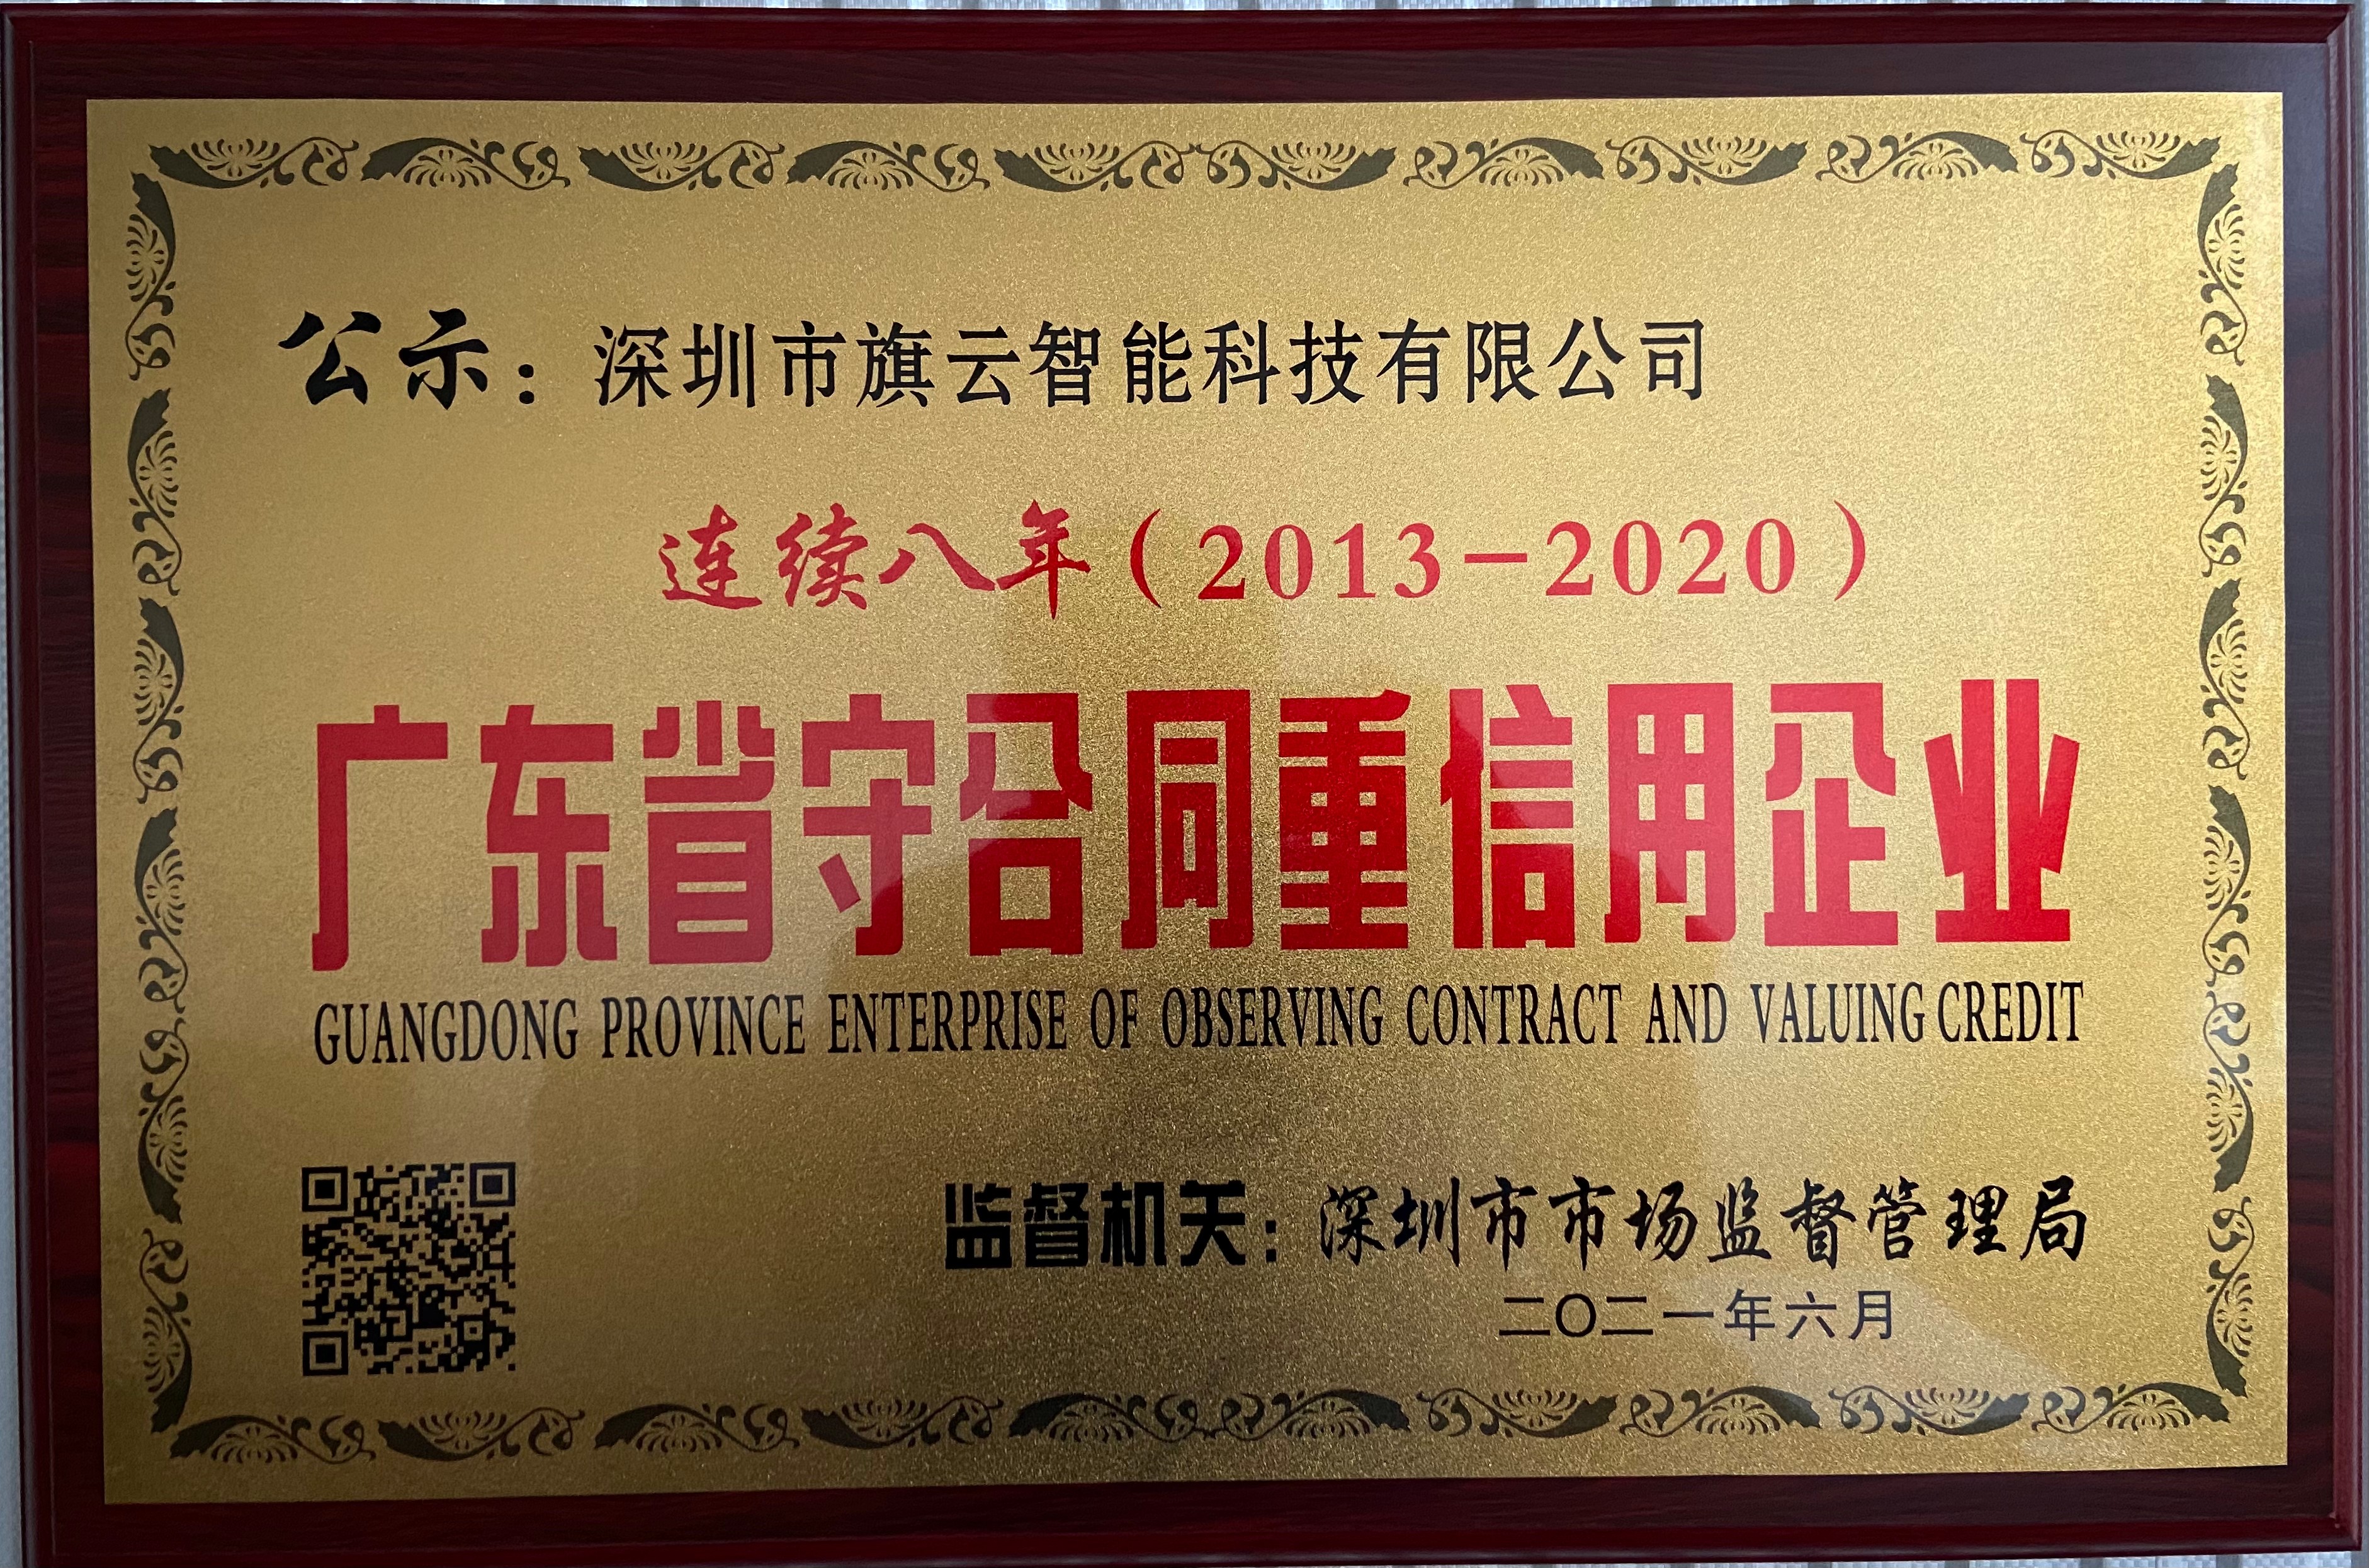 公示：深圳市旗云智能科技有限公司
连续八年（2013-2020）
广东省守合同重信用企业
GUANGDONG PROVINCE ENTERPRISE OF OBSERVING CONTRACT AND VALUING CREDIT
监督机关：深圳市市场监督管理局
二〇二一年六月